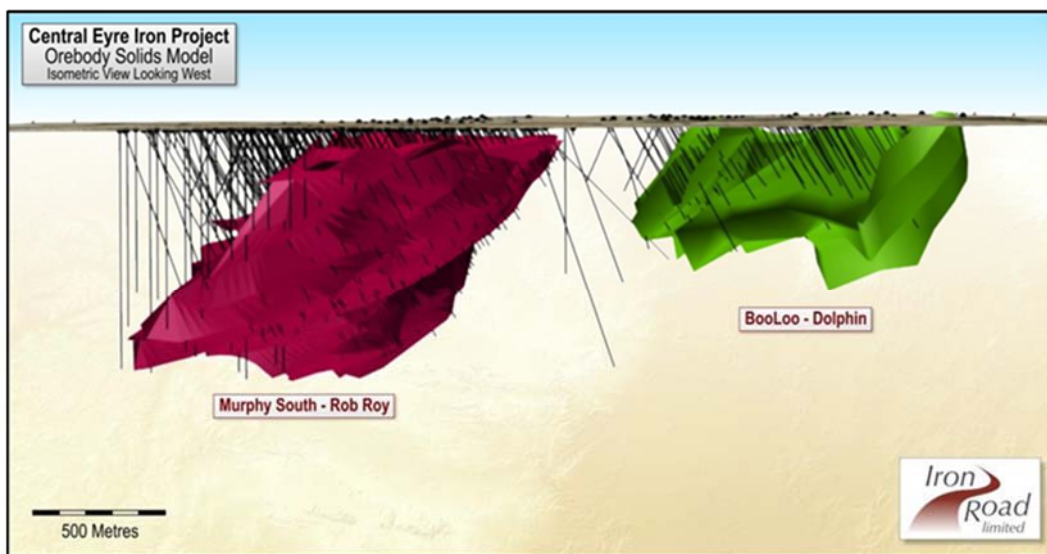 Central Eyre Iron Project
Orebody Solids Model
Isometric View Looking West
BooLoo - Dolphin
Murphy South - Rob Roy
500 Metres
Iron
Road
limited